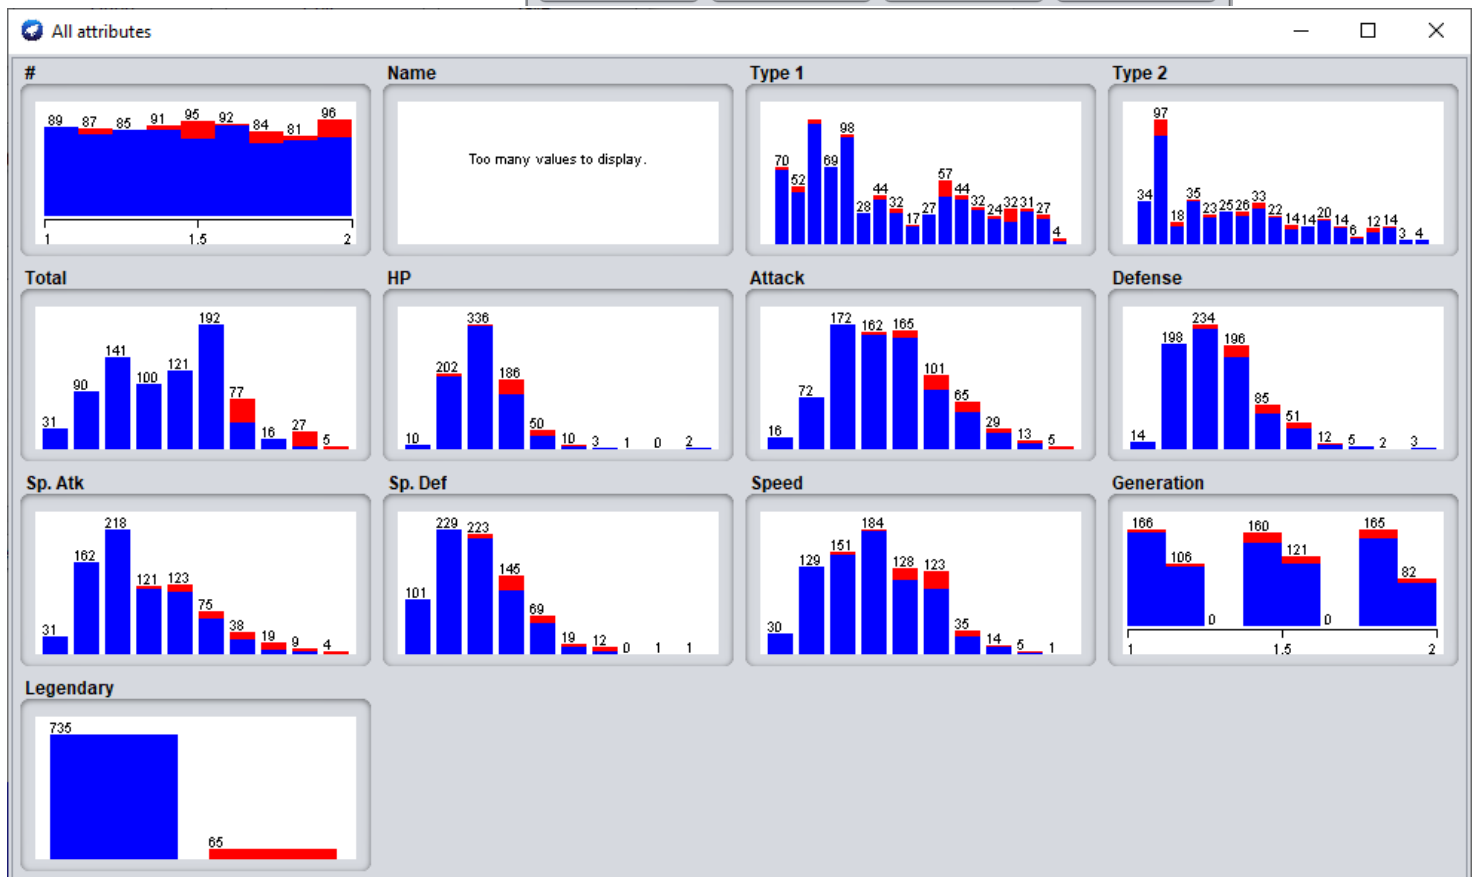 All attributes
# Name Type 1 Type 2
89 87 85 91 95 92 84 81 96
1 1.5 2
Too many values to display.
70 52 69 98 28 44 32 17 27 57 44 32 24 32 31 27 4
34 97 18 35 23 25 26 33 22 14 14 20 14 6 12 14 3 4
Total HP Attack Defense
31 90 141 100 121 192 77 16 27 5
10 202 336 186 50 10 3 1 0 2
16 72 172 162 165 101 65 29 13 5
14 198 234 196 85 51 12 5 2 3
Sp. Atk Sp. Def Speed Generation
31 162 218 121 123 75 38 19 9 4
101 229 223 145 69 19 12 0 1 1
30 129 151 184 128 123 35 14 5 1
166 106 0 160 121 0 165 82
1 1.5 2
Legendary
735 65